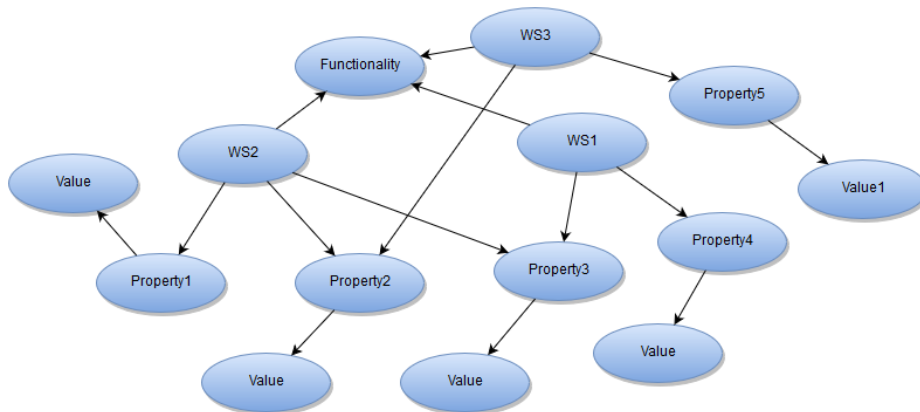 WS3
Functionality
Property5
WS2
WS1
Value
Value1
Property4
Property1
Property2
Property3
Value
Value
Value